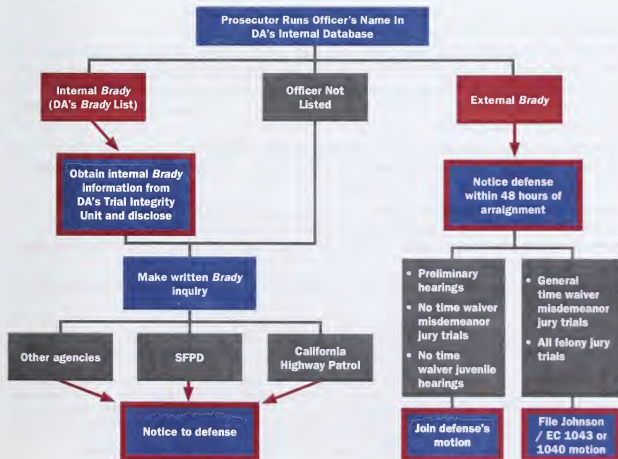 Prosecutor Runs Officer's Name In
DA's Internal Database
Internal Brady
(DA's Brady List)
Officer Not
Listed
External Brady
Obtain internal Brady
information from
DA's Trial Integrity
Unit and disclose
Notice defense
within 48 hours of
arraignment
Make written Brady
inquiry
• Preliminary
hearings
• No time waiver
misdemeanor
jury trials
• No time
waiver juvenile
hearings
• General
time waiver
misdemeanor
jury trials
• All felony jury
trials
Other agencies
SFPD
California
Highway Patrol
Notice to defense
Join defense's
motion
File Johnson
/ EC 1043 or
1040 motion